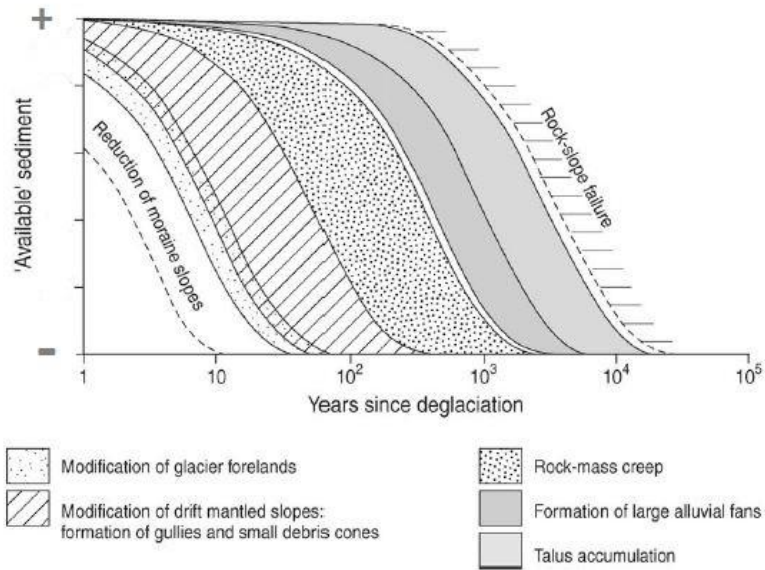 +
'Available' sediment
−
Reduction of moraine slopes
Rock-slope failure
1
10
10²
10³
10⁴
10⁵
Years since deglaciation
Modification of glacier forelands
Modification of drift mantled slopes:
formation of gullies and small debris cones
Rock-mass creep
Formation of large alluvial fans
Talus accumulation